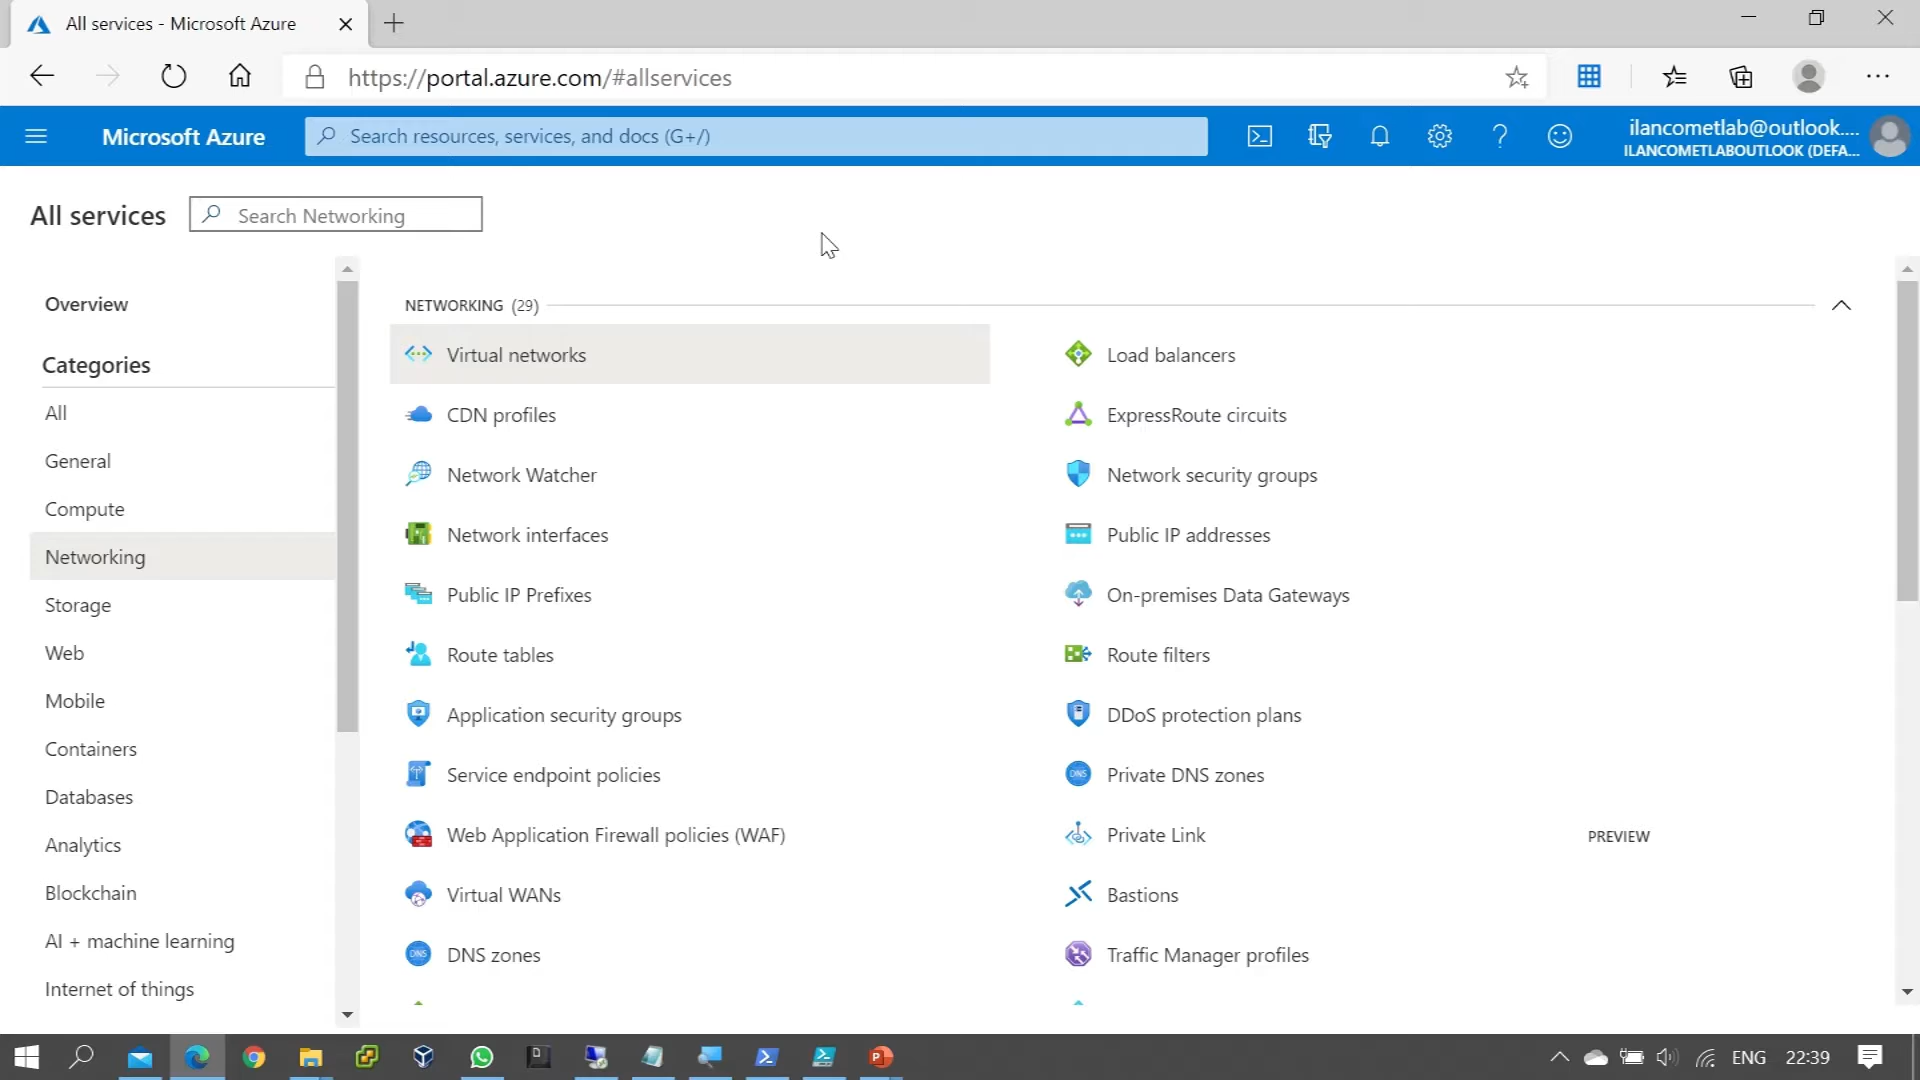 All services - Microsoft Azure
https://portal.azure.com/#allservices
Microsoft Azure
Search resources, services, and docs (G+/)
ilancometlab@outlook....
ILANCOMETLABOUTLOOK (DEFA...
All services
Search Networking
Overview
Categories
All
General
Compute
Networking
Storage
Web
Mobile
Containers
Databases
Analytics
Blockchain
AI + machine learning
Internet of things
NETWORKING (29)
Virtual networks
Load balancers
CDN profiles
ExpressRoute circuits
Network Watcher
Network security groups
Network interfaces
Public IP addresses
Public IP Prefixes
On-premises Data Gateways
Route tables
Route filters
Application security groups
DDoS protection plans
Service endpoint policies
DNS
Private DNS zones
Web Application Firewall policies (WAF)
Private Link
PREVIEW
Virtual WANs
Bastions
DNS
DNS zones
Traffic Manager profiles
ENG
22:39